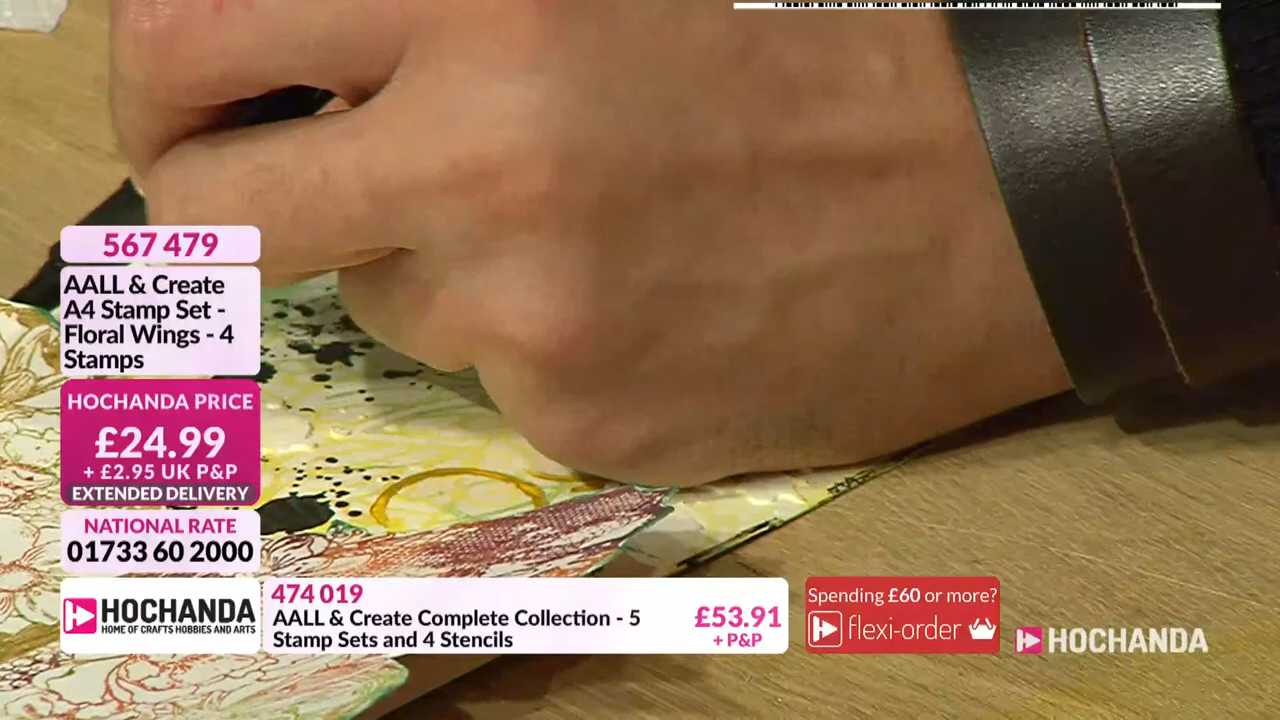 567 479
AALL & Create
A4 Stamp Set -
Floral Wings - 4
Stamps
HOCHANDA PRICE
£24.99
+ £2.95 UK P&P
EXTENDED DELIVERY
NATIONAL RATE
01733 60 2000
HOCHANDA
HOME OF CRAFTS HOBBIES AND ARTS
474 019
AALL & Create Complete Collection - 5
Stamp Sets and 4 Stencils
£53.91
+ P&P
Spending £60 or more?
flexi-order
HOCHANDA